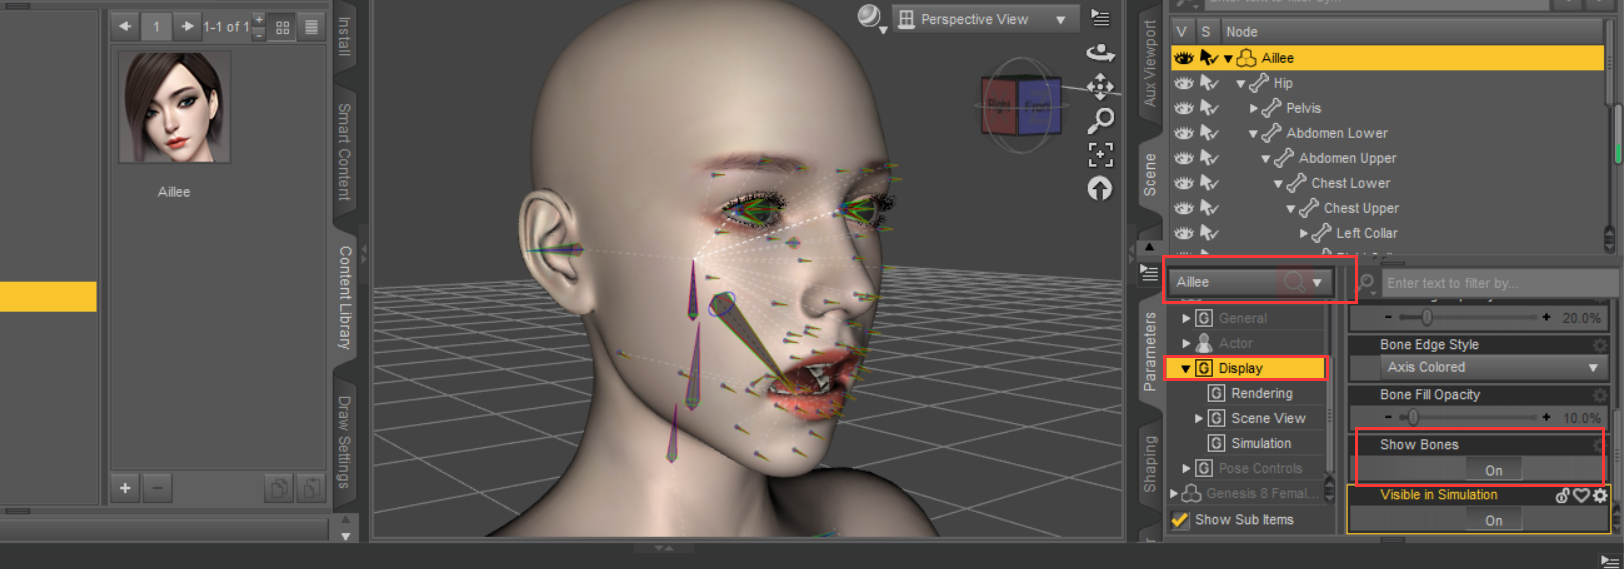 1
1-1 of 1
Aillee
Install
Smart Content
Content Library
Draw Settings
Perspective View
Right
Front
Aux Viewport
Scene
Parameters
Shaping
V S Node
Aillee
Hip
Pelvis
Abdomen Lower
Abdomen Upper
Chest Lower
Chest Upper
Left Collar
Aillee
Enter text to filter by...
General
Actor
Display
Rendering
Scene View
Simulation
Pose Controls
Genesis 8 Femal...
Show Sub Items
20.0%
Bone Edge Style
Axis Colored
Bone Fill Opacity
10.0%
Show Bones
On
Visible in Simulation
On